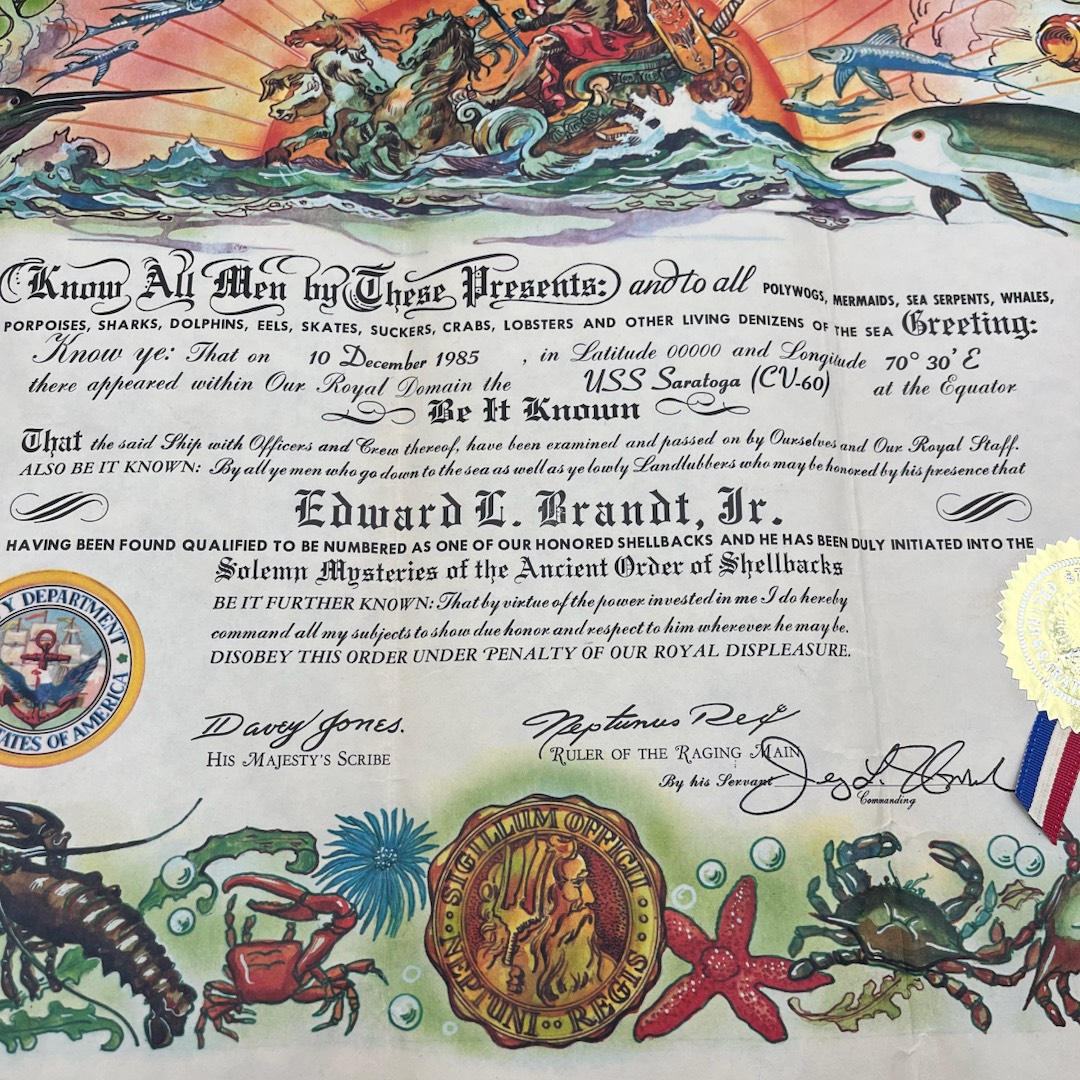 Know All Men by These Presents: and to all POLYWOGS, MERMAIDS, SEA SERPENTS, WHALES,
PORPOISES, SHARKS, DOLPHINS, EELS, SKATES, SUCKERS, CRABS, LOBSTERS AND OTHER LIVING DENIZENS OF THE SEA Greeting:
Know ye: That on 10 December 1985, in Latitude 00000 and Longitude 70° 30' E
there appeared within Our Royal Domain the USS Saratoga (CV-60) at the Equator
Be It Known
That the said Ship with Officers and Crew thereof, have been examined and passed on by Ourselves and Our Royal Staff.
ALSO BE IT KNOWN: By all ye men who go down to the sea as well as ye lowly Landlubbers who may be honored by his presence that
Edward L. Brandt, Jr.
HAVING BEEN FOUND QUALIFIED TO BE NUMBERED AS ONE OF OUR HONORED SHELLBACKS AND HE HAS BEEN DULY INITIATED INTO THE
Solemn Mysteries of the Ancient Order of Shellbacks
BE IT FURTHER KNOWN: That by virtue of the power invested in me I do hereby
command all my subjects to show due honor and respect to him wherever he may be.
DISOBEY THIS ORDER UNDER PENALTY OF OUR ROYAL DISPLEASURE.
Y DEPARTMENT
ATES OF AMERICA
Davey Jones.
HIS MAJESTY'S SCRIBE
Neptunus Rex
RULER OF THE RAGING MAIN
By his Servant
Commanding
SIGILLUM OFFICII
NEPTUNI REGIS